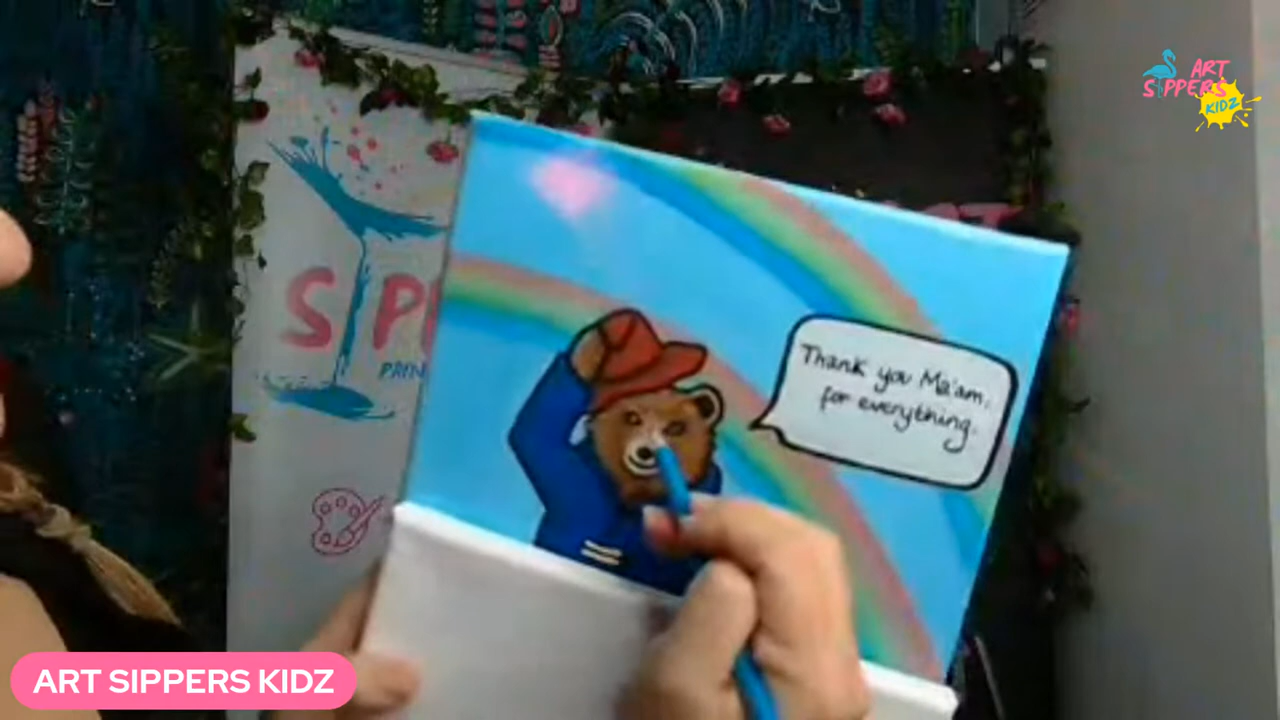 ART
SIPPERS
KIDZ
Thank you Ma'am,
for everything.
ART SIPPERS KIDZ